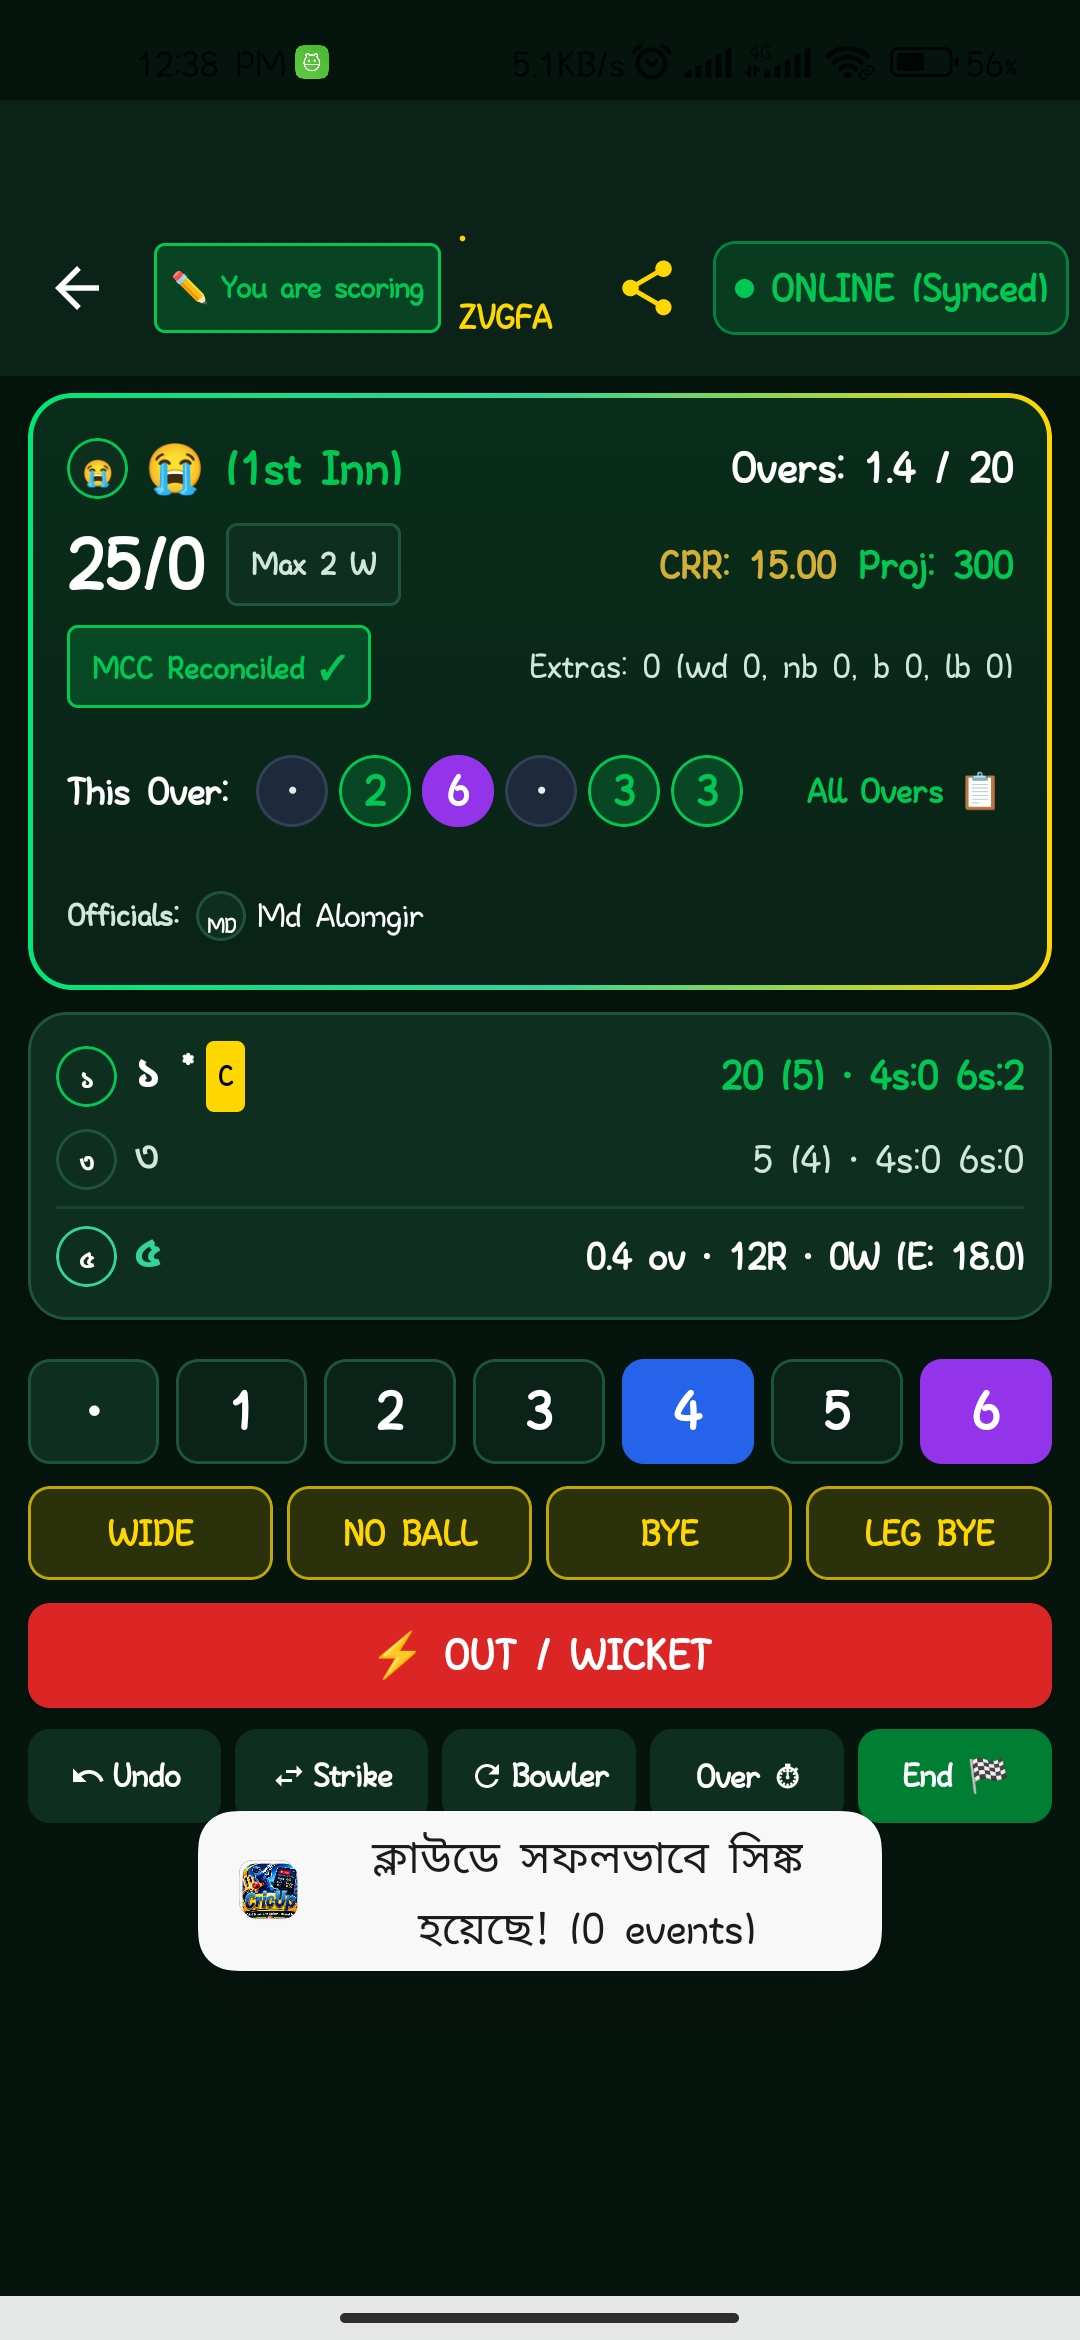 12:38 PM 5.1KB/s 4G 56%
✏️ You are scoring · ZVGFA ● ONLINE (Synced)
😭 😭 (1st Inn) Overs: 1.4 / 20
25/0 Max 2 W CRR: 15.00 Proj: 300
MCC Reconciled ✓ Extras: 0 (wd 0, nb 0, b 0, lb 0)
This Over: • 2 6 • 3 3 All Overs 📋
Officials: MD Md Alomgir
১ ১ * C 20 (5) · 4s:0 6s:2
৩ ৩ 5 (4) · 4s:0 6s:0
৫ ৫ 0.4 ov · 12R · 0W (E: 18.0)
• 1 2 3 4 5 6
WIDE NO BALL BYE LEG BYE
⚡ OUT / WICKET
Undo Strike Bowler Over ⏱ End 🏁
CricUp ক্লাউডে সফলভাবে সিঙ্ক
হয়েছে! (0 events)